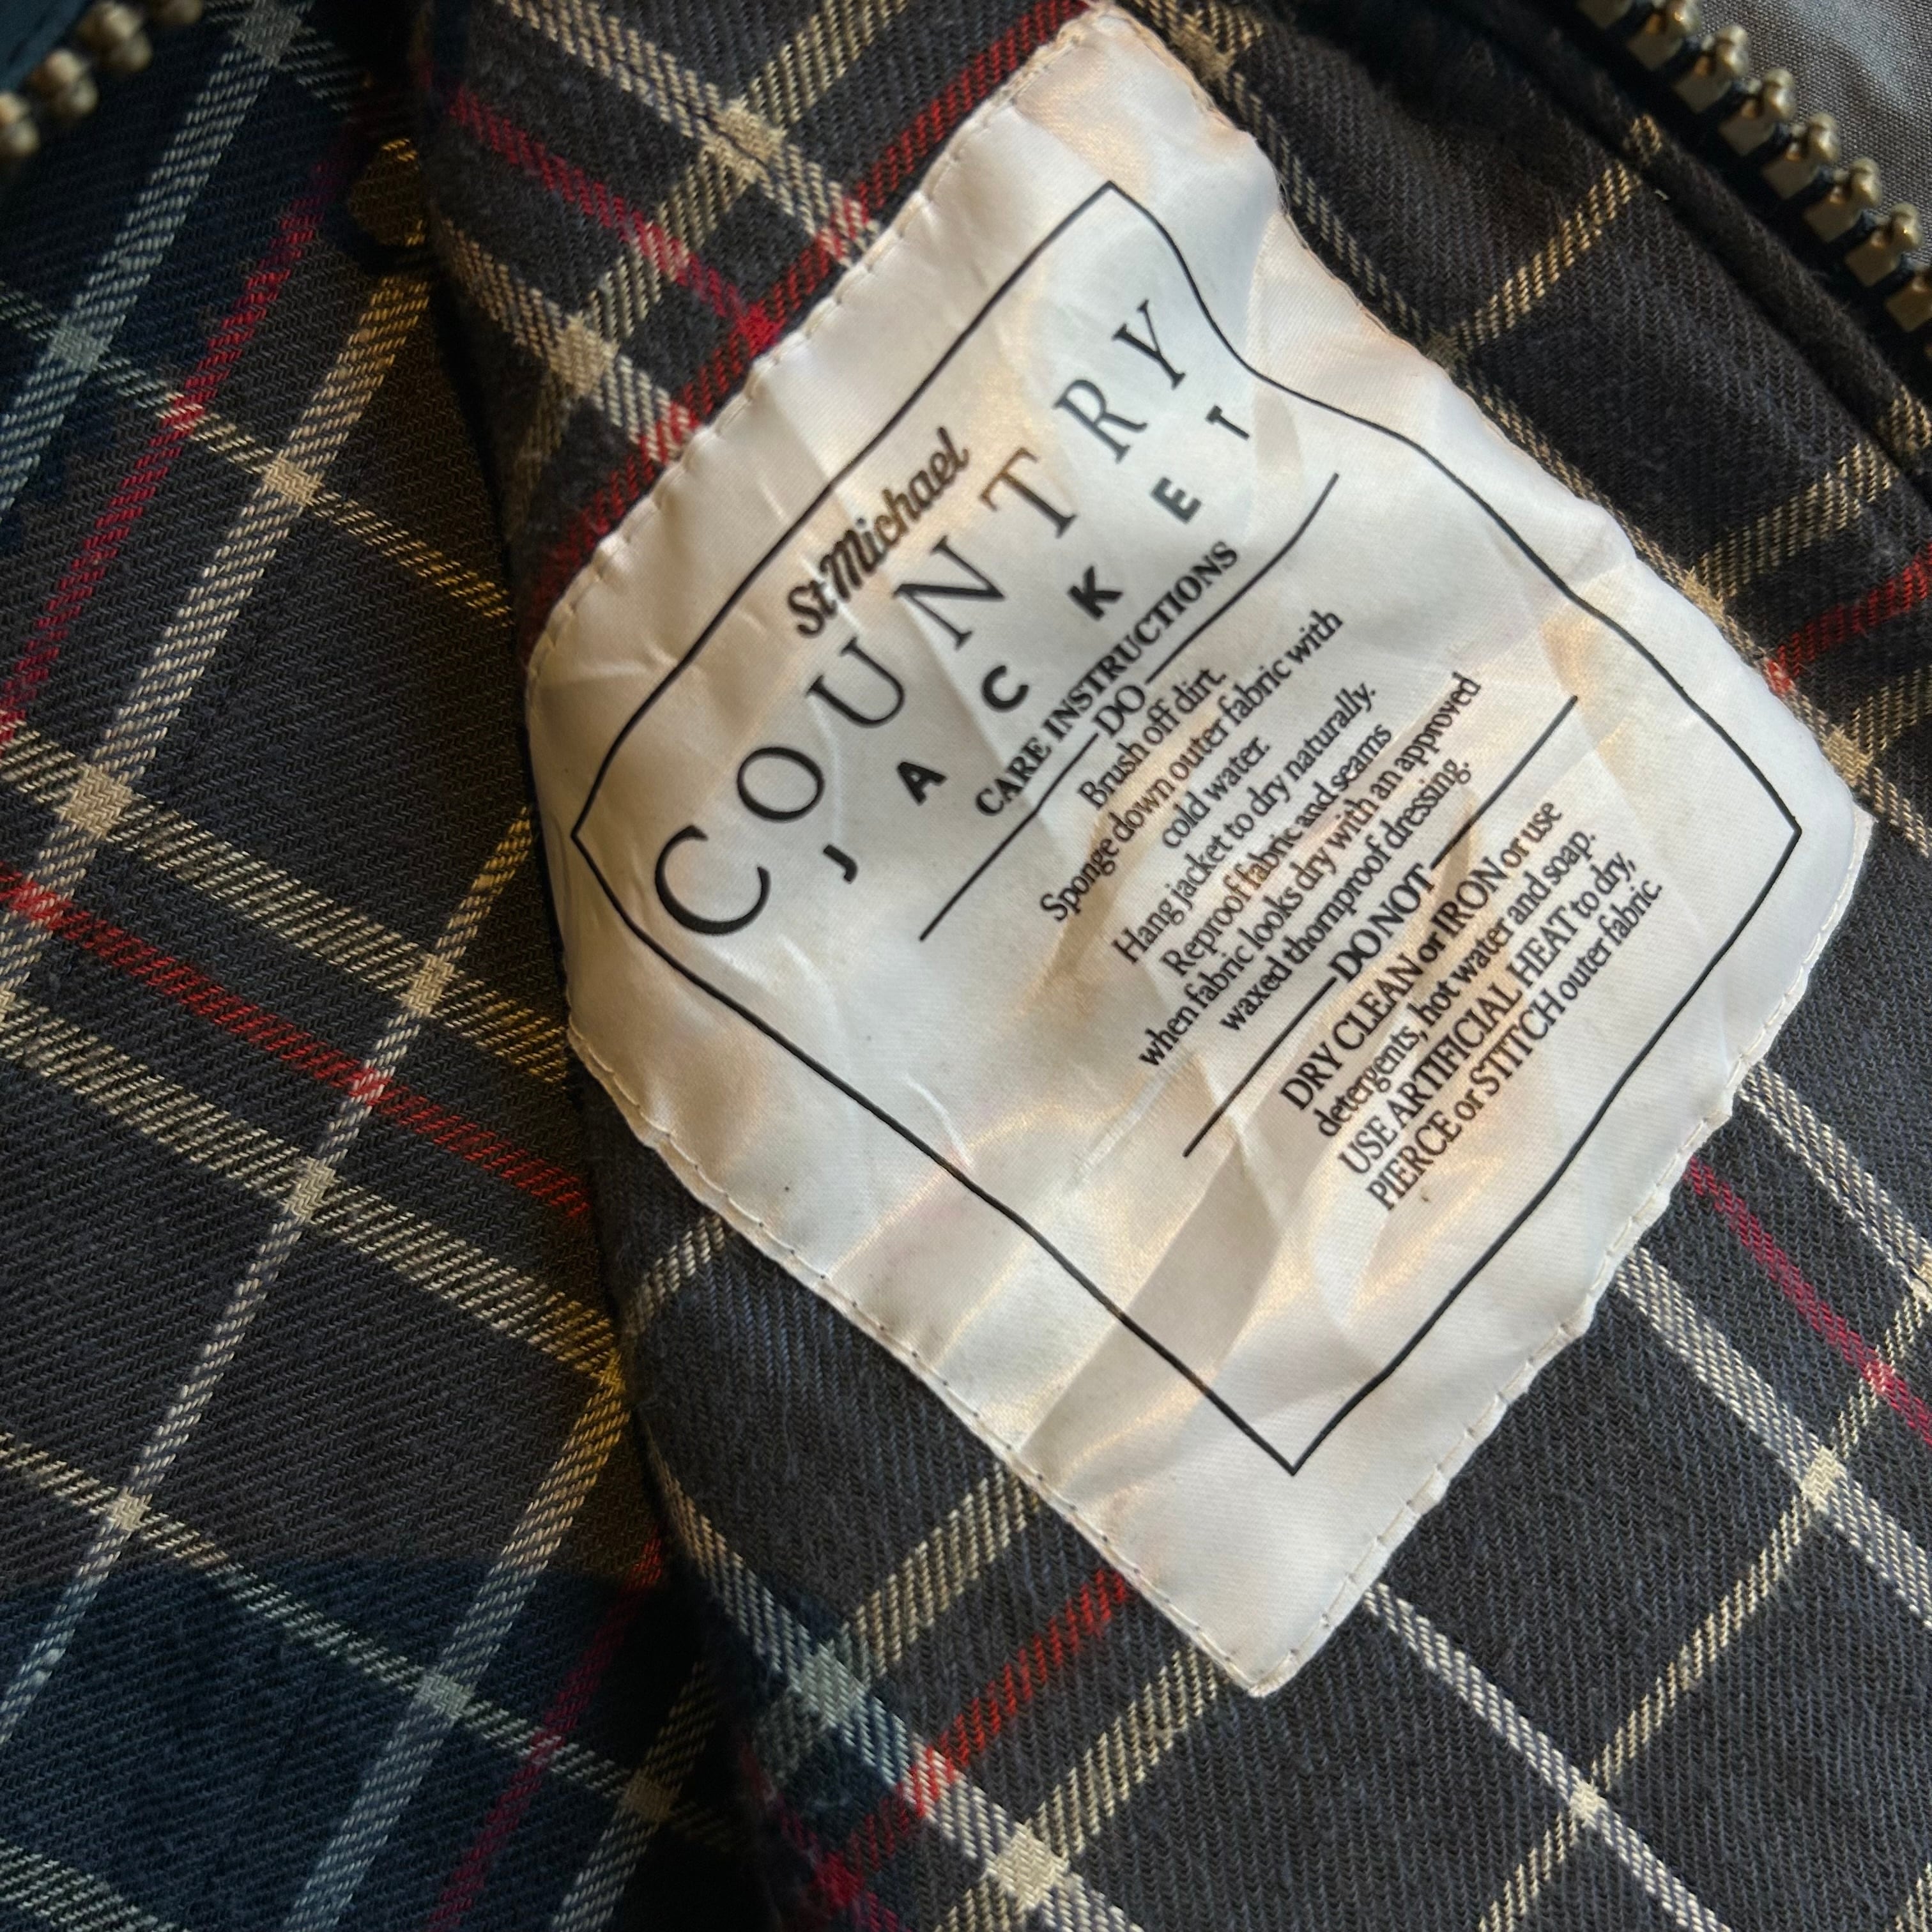 St Michael
COUNTRY
JACKET
CARE INSTRUCTIONS
DO
Brush off dirt.
Sponge down outer fabric with
cold water.
Hang jacket to dry naturally.
Reproof fabric and seams
when fabric looks dry with an approved
waxed thornproof dressing.
DO NOT
DRY CLEAN or IRON or use
detergents, hot water and soap.
USE ARTIFICIAL HEAT to dry,
PIERCE or STITCH outer fabric.